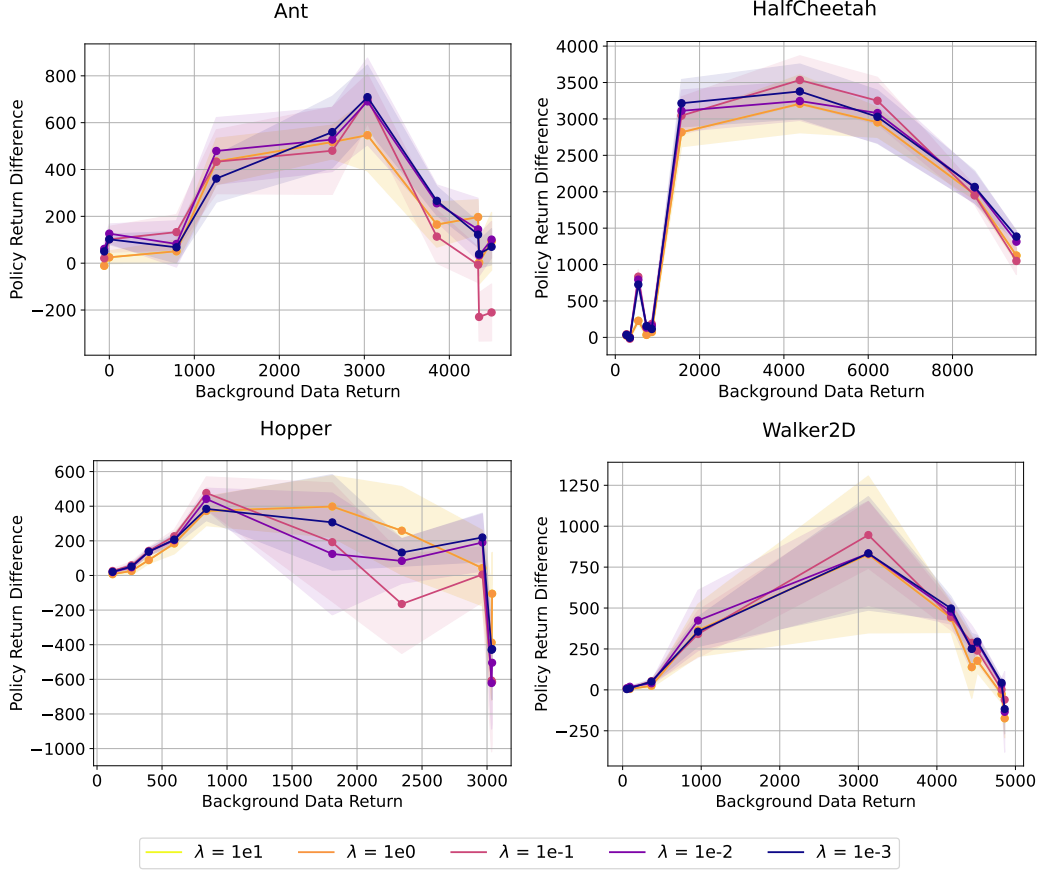 Ant
HalfCheetah
Policy Return Difference
800
600
400
200
0
−200
0 1000 2000 3000 4000
Background Data Return
Policy Return Difference
4000
3500
3000
2500
2000
1500
1000
500
0
0 2000 4000 6000 8000
Background Data Return
Hopper
Walker2D
Policy Return Difference
600
400
200
0
−200
−400
−600
−800
−1000
0 500 1000 1500 2000 2500 3000
Background Data Return
Policy Return Difference
1250
1000
750
500
250
0
−250
0 1000 2000 3000 4000 5000
Background Data Return
λ = 1e1 λ = 1e0 λ = 1e-1 λ = 1e-2 λ = 1e-3